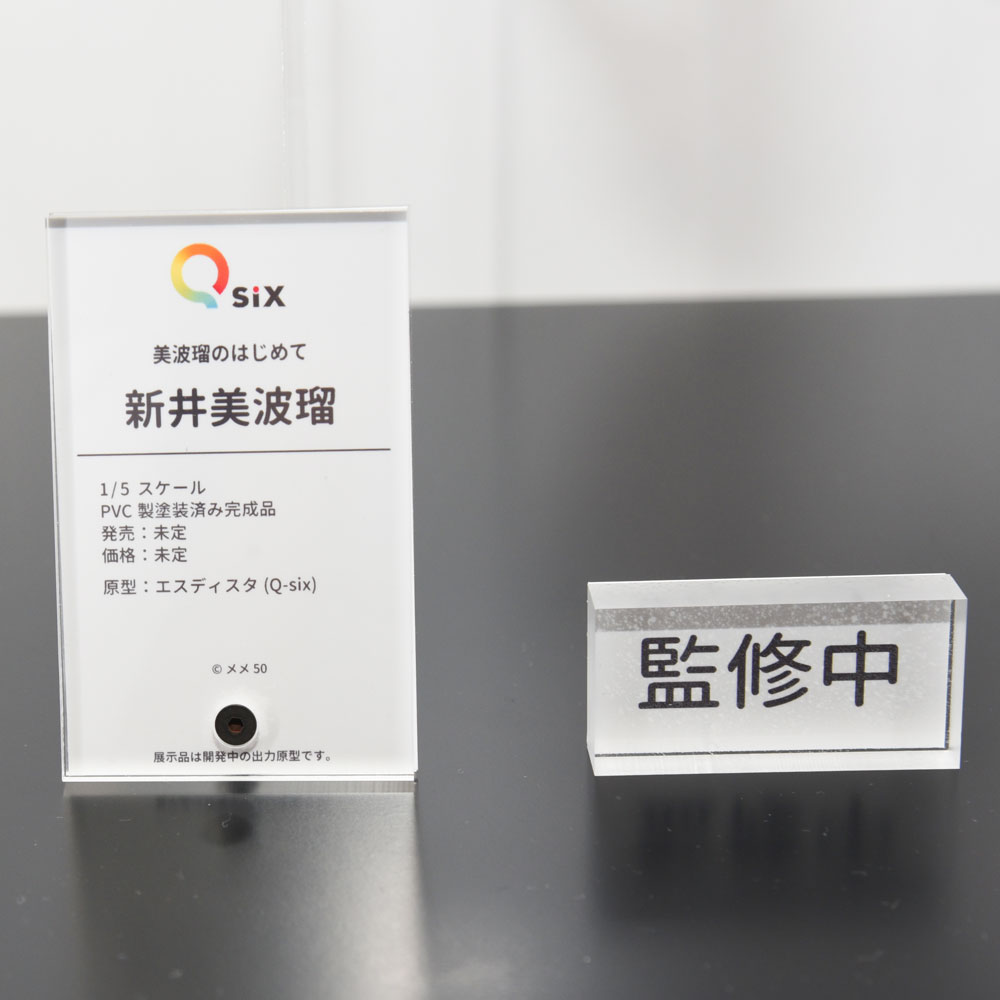 Q siX
美波瑠のはじめて
新井美波瑠
1/5 スケール
PVC 製塗装済み完成品
発売：未定
価格：未定
原型：エスディスタ (Q-six)
© メメ 50
展示品は開発中の出力原型です。
監修中